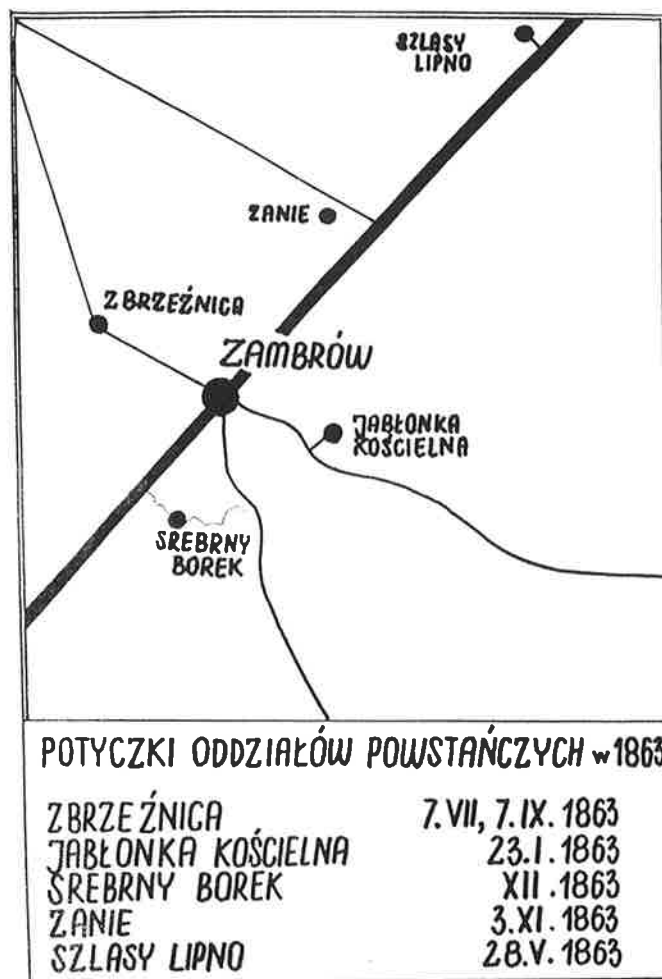 SZLASY
LIPNO
ZANIE
ZBRZEŹNICA
ZAMBRÓW
JABŁONKA
KOŚCIELNA
SREBRNY
BOREK
POTYCZKI ODDZIAŁÓW POWSTAŃCZYCH w 1863
ZBRZEŹNICA 7. VII, 7. IX. 1863
JABŁONKA KOŚCIELNA 23. I. 1863
SREBRNY BOREK XII . 1863
ZANIE 3. XI. 1863
SZLASY LIPNO 28. V. 1863